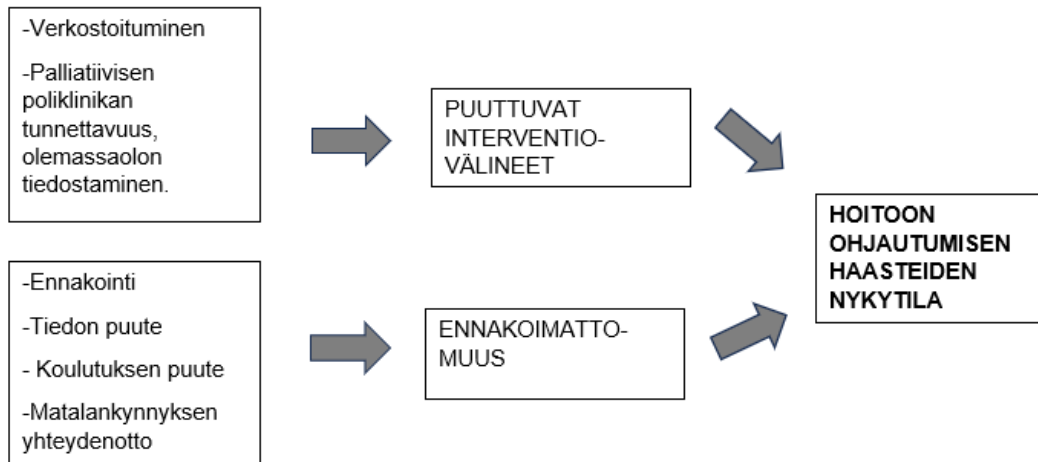 -Verkostoituminen
-Palliatiivisen
poliklinikan
tunnettavuus,
olemassaolon
tiedostaminen.
PUUTTUVAT
INTERVENTIO-
VÄLINEET
HOITOON
OHJAUTUMISEN
HAASTEIDEN
NYKYTILA
-Ennakointi
-Tiedon puute
- Koulutuksen puute
-Matalankynnyksen
yhteydenotto
ENNAKOIMATTO-
MUUS